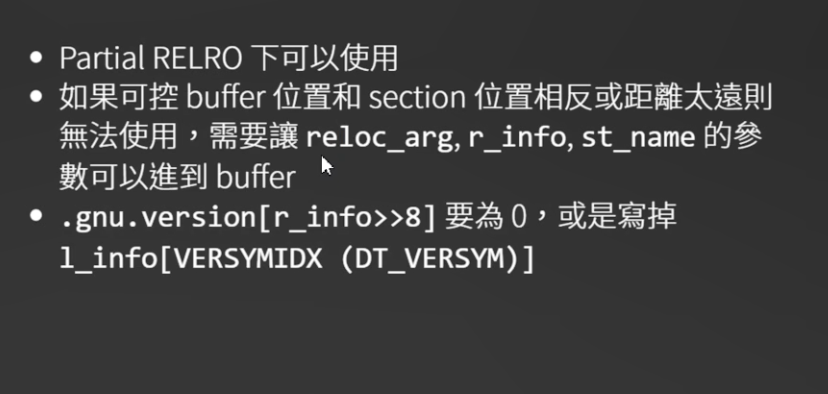 • Partial RELRO 下可以使用
• 如果可控 buffer 位置和 section 位置相反或距離太遠則
無法使用，需要讓 reloc_arg, r_info, st_name 的參
數可以進到 buffer
• .gnu.version[r_info>>8] 要為 0，或是寫掉
l_info[VERSYMIDX (DT_VERSYM)]